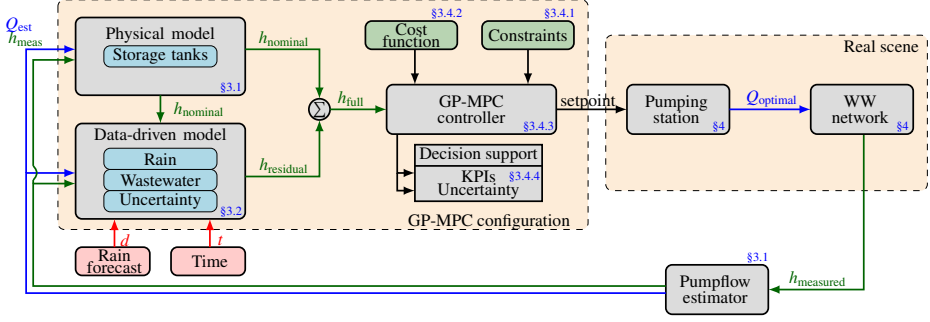 Q_est
h_meas
Physical model
Storage tanks
§3.1
h_nominal
h_nominal
Data-driven model
Rain
Wastewater
Uncertainty
§3.2
h_residual
Σ
h_full
§3.4.2
Cost
function
§3.4.1
Constraints
GP-MPC
controller
§3.4.3
Decision support
KPIs
§3.4.4
Uncertainty
GP-MPC configuration
setpoint
Real scene
Pumping
station
§4
Q_optimal
WW
network
§4
d
t
Rain
forecast
Time
§3.1
Pumpflow
estimator
h_measured